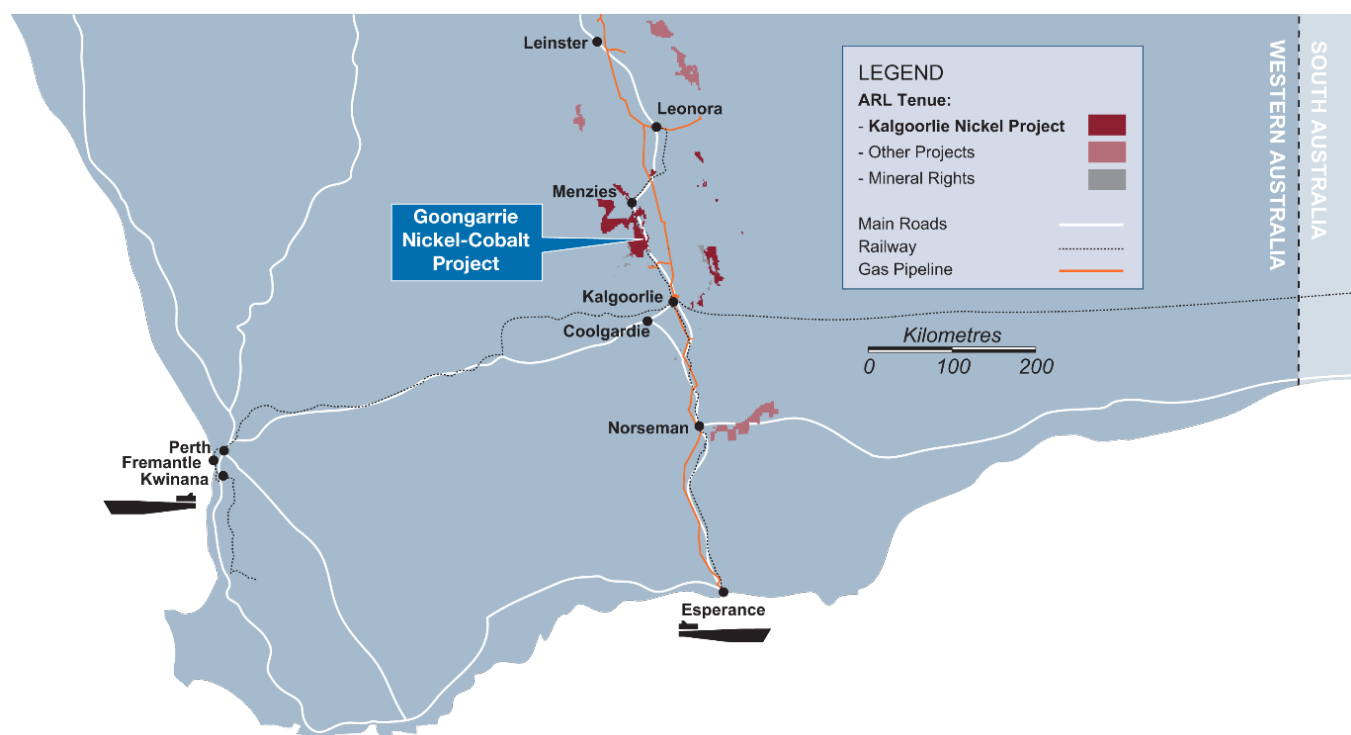 Leinster
Leonora
Menzies
Goongarrie
Nickel-Cobalt
Project
Kalgoorlie
Coolgardie
Norseman
Perth
Fremantle
Kwinana
Esperance
LEGEND
ARL Tenue:
- Kalgoorlie Nickel Project
- Other Projects
- Mineral Rights
Main Roads
Railway
Gas Pipeline
Kilometres
0 100 200
WESTERN AUSTRALIA
SOUTH AUSTRALIA